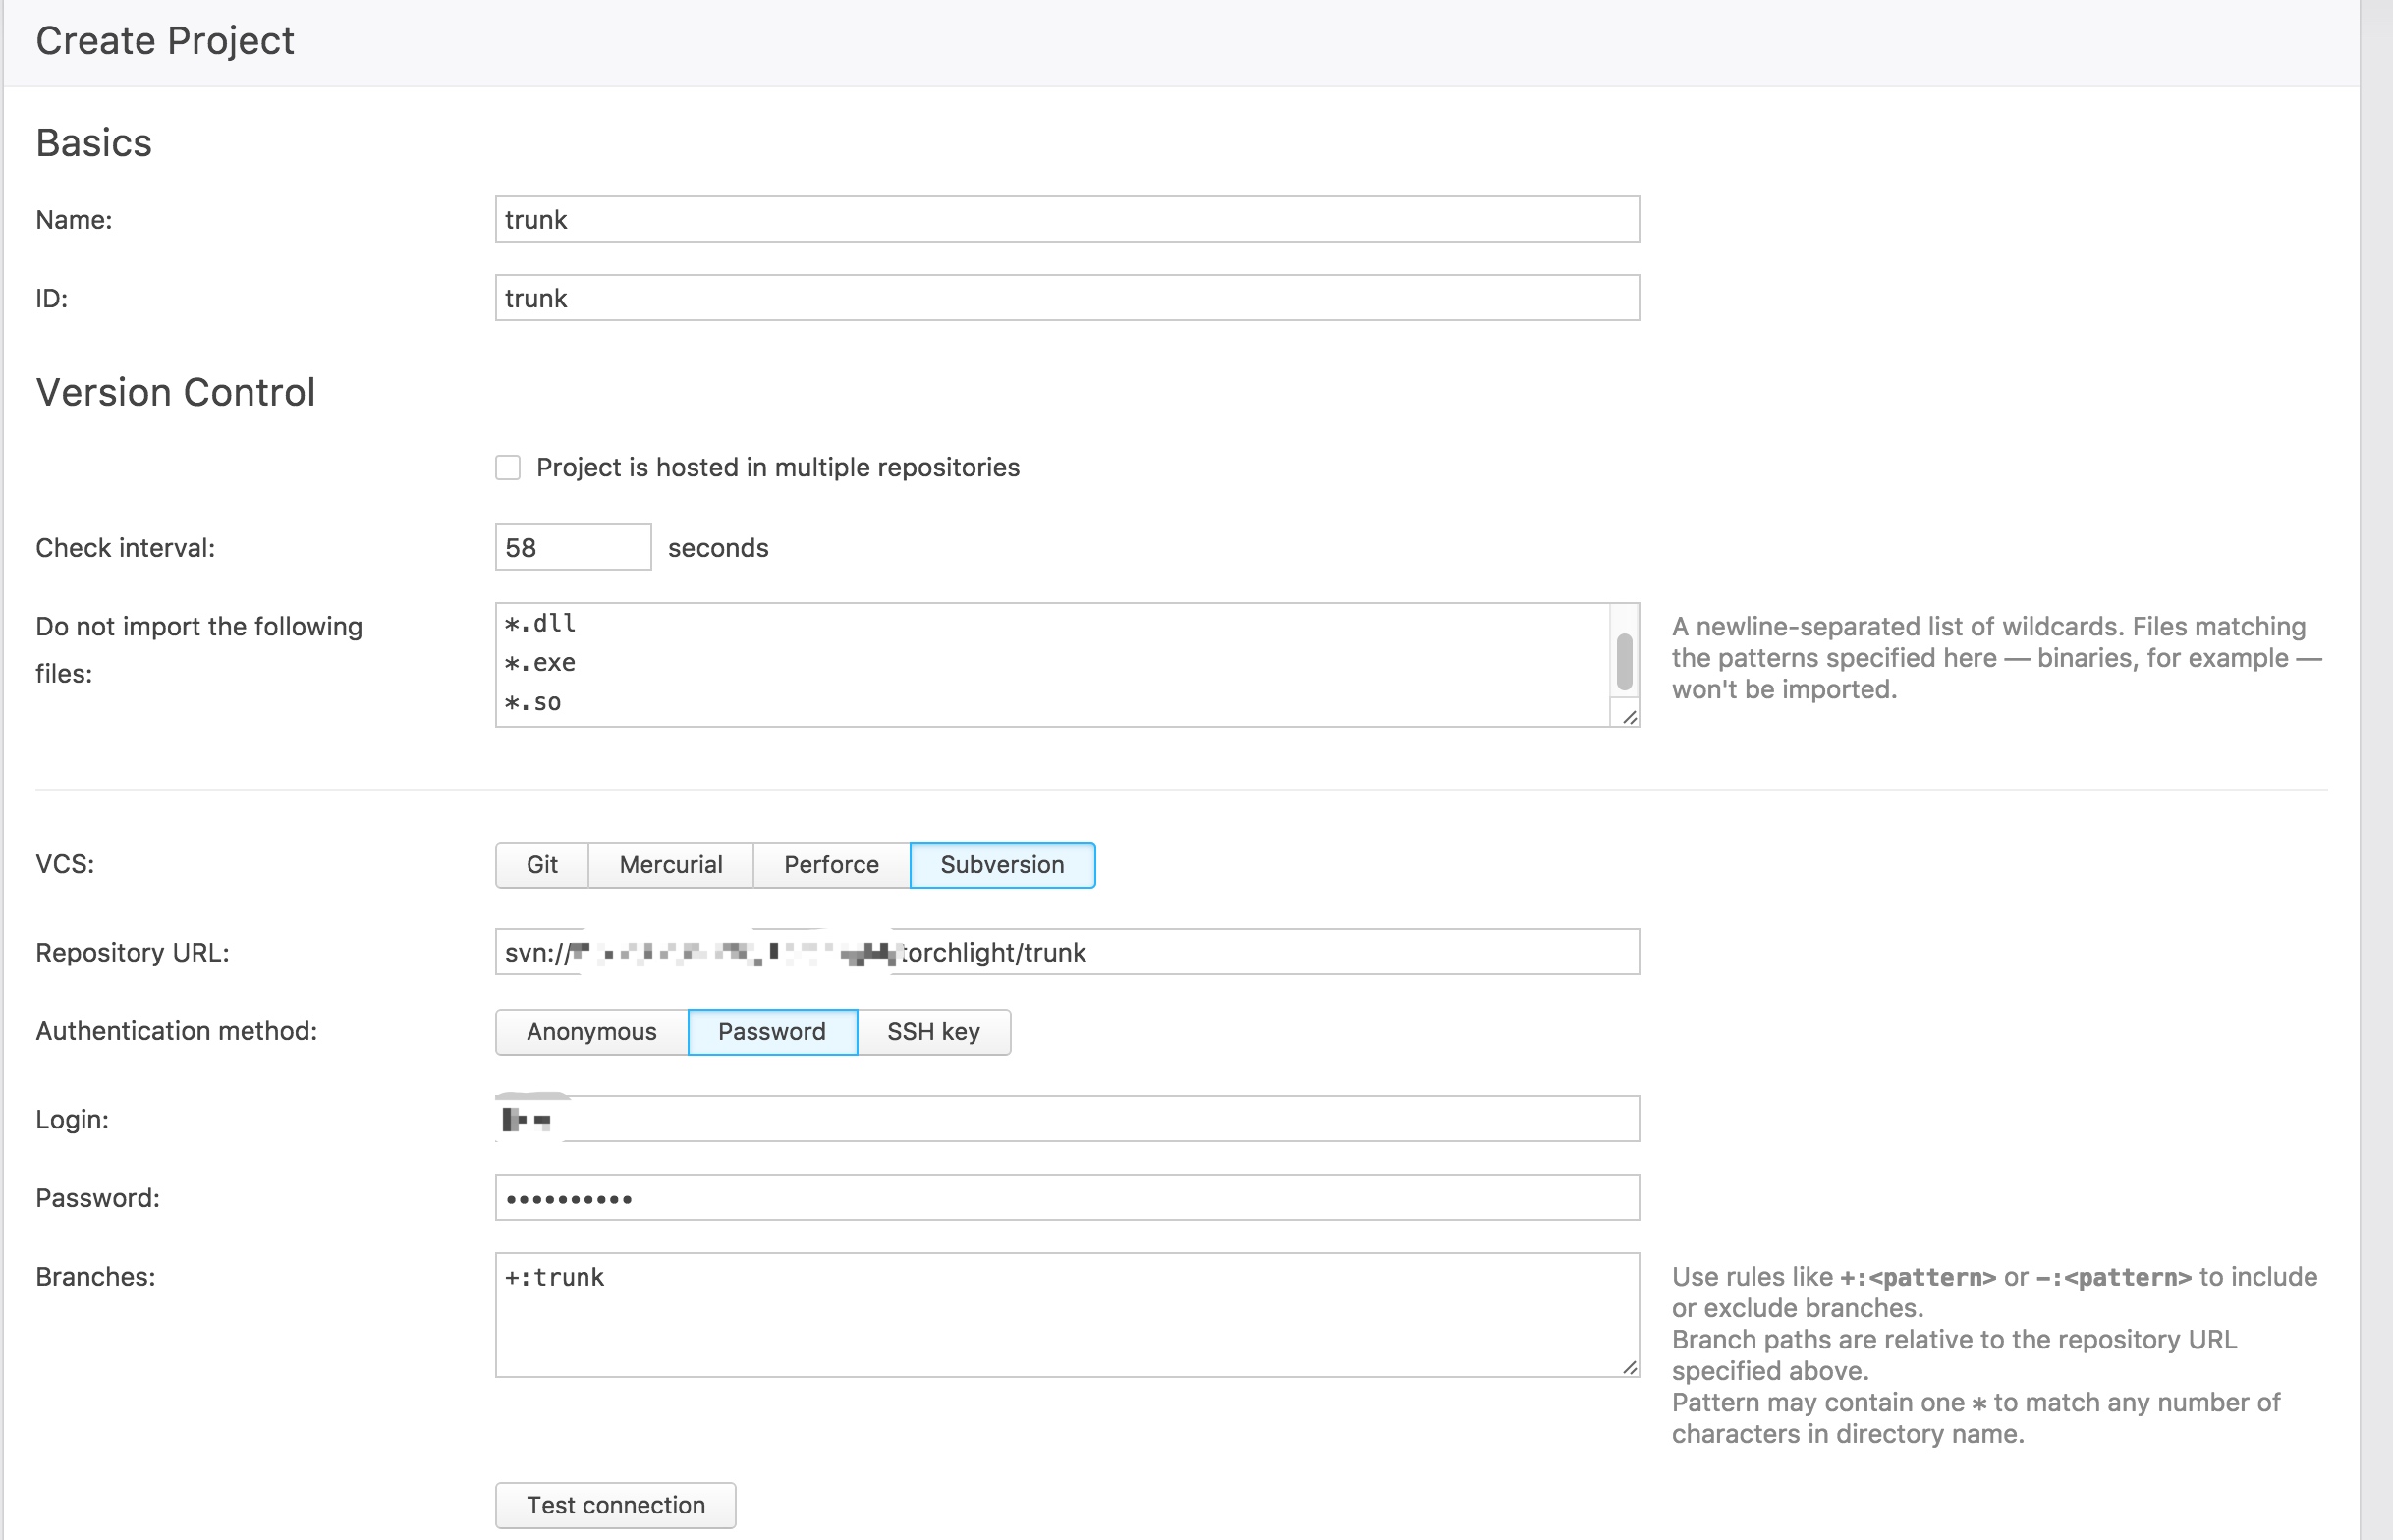 Create Project
Basics
Name:
trunk
ID:
trunk
Version Control
Project is hosted in multiple repositories
Check interval:
58 seconds
Do not import the following
files:
*.dll
*.exe
*.so
A newline-separated list of wildcards. Files matching
the patterns specified here — binaries, for example —
won't be imported.
VCS:
Git Mercurial Perforce Subversion
Repository URL:
svn:// torchlight/trunk
Authentication method:
Anonymous Password SSH key
Login:
Password:
••••••••••
Branches:
+:trunk
Use rules like +:<pattern> or -:<pattern> to include
or exclude branches.
Branch paths are relative to the repository URL
specified above.
Pattern may contain one * to match any number of
characters in directory name.
Test connection